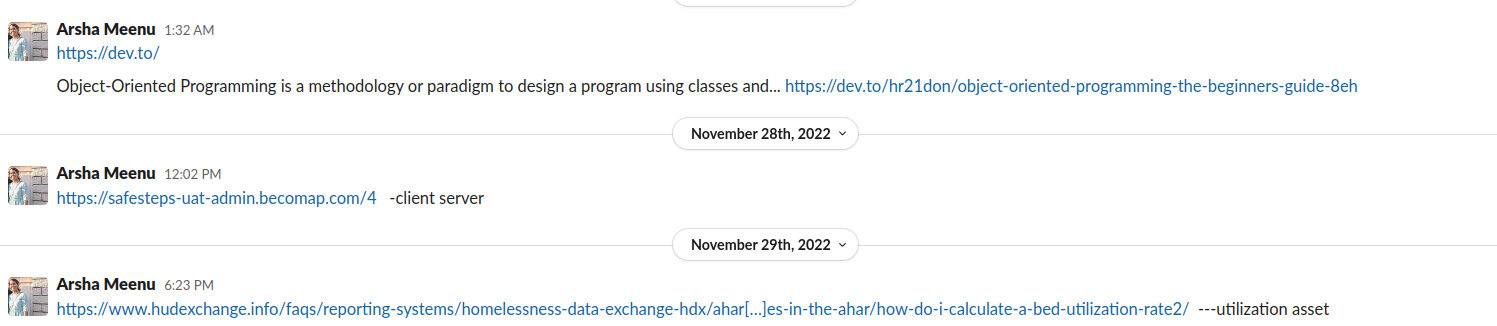 Arsha Meenu 1:32 AM
https://dev.to/
Object-Oriented Programming is a methodology or paradigm to design a program using classes and... https://dev.to/hr21don/object-oriented-programming-the-beginners-guide-8eh
November 28th, 2022
Arsha Meenu 12:02 PM
https://safesteps-uat-admin.becomap.com/4 -client server
November 29th, 2022
Arsha Meenu 6:23 PM
https://www.hudexchange.info/faqs/reporting-systems/homelessness-data-exchange-hdx/ahar[...]es-in-the-ahar/how-do-i-calculate-a-bed-utilization-rate2/ ---utilization asset